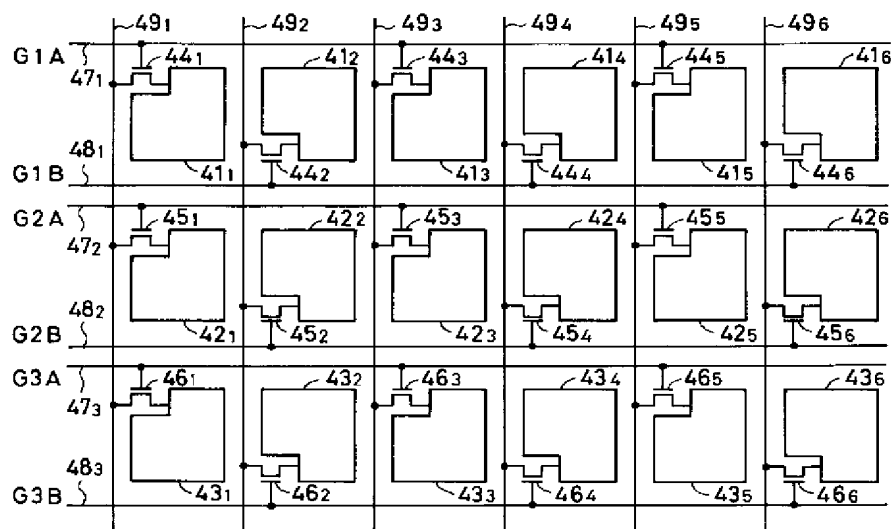 49₁ 49₂ 49₃ 49₄ 49₅ 49₆
G1A
47₁ 44₁ 41₂ 44₃ 41₄ 44₅ 41₆
48₁
G1B 41₁ 44₂ 41₃ 44₄ 41₅ 44₆
G2A
47₂ 45₁ 42₂ 45₃ 42₄ 45₅ 42₆
48₂
G2B 42₁ 45₂ 42₃ 45₄ 42₅ 45₆
G3A
47₃ 46₁ 43₂ 46₃ 43₄ 46₅ 43₆
48₃
G3B 43₁ 46₂ 43₃ 46₄ 43₅ 46₆